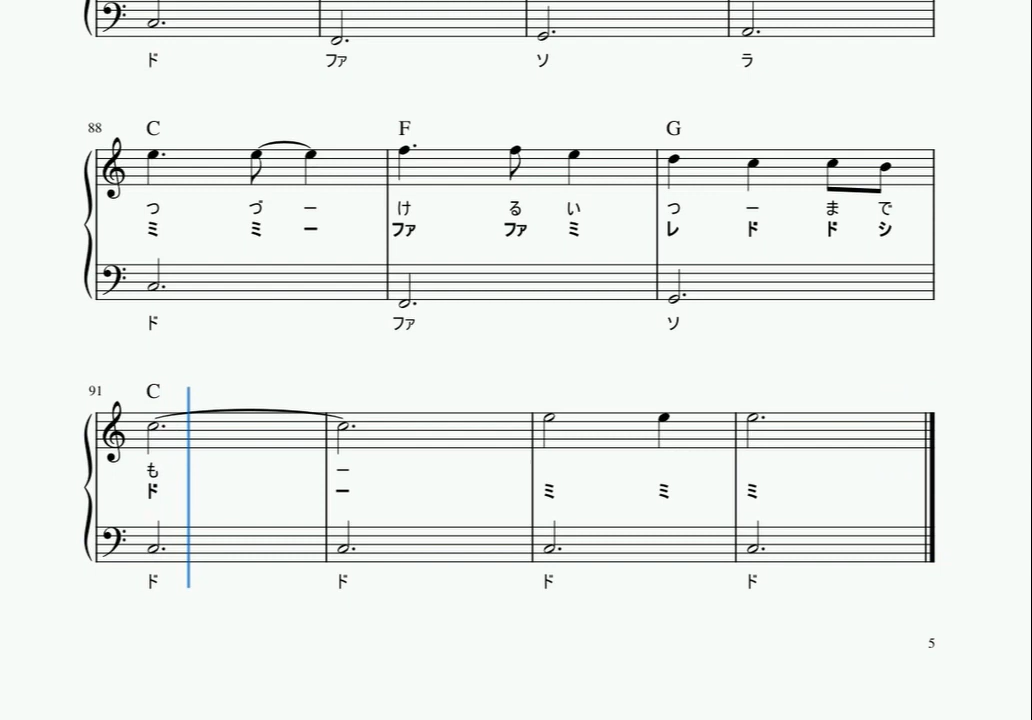 ド ファ ソ ラ
88 C F G
つ づ ー け る い つ ー ま で
ミ ミ ー ファ ファ ミ レ ド ド シ
ド ファ ソ
91 C
も ー
ド ー ミ ミ ミ
ド ド ド ド
5